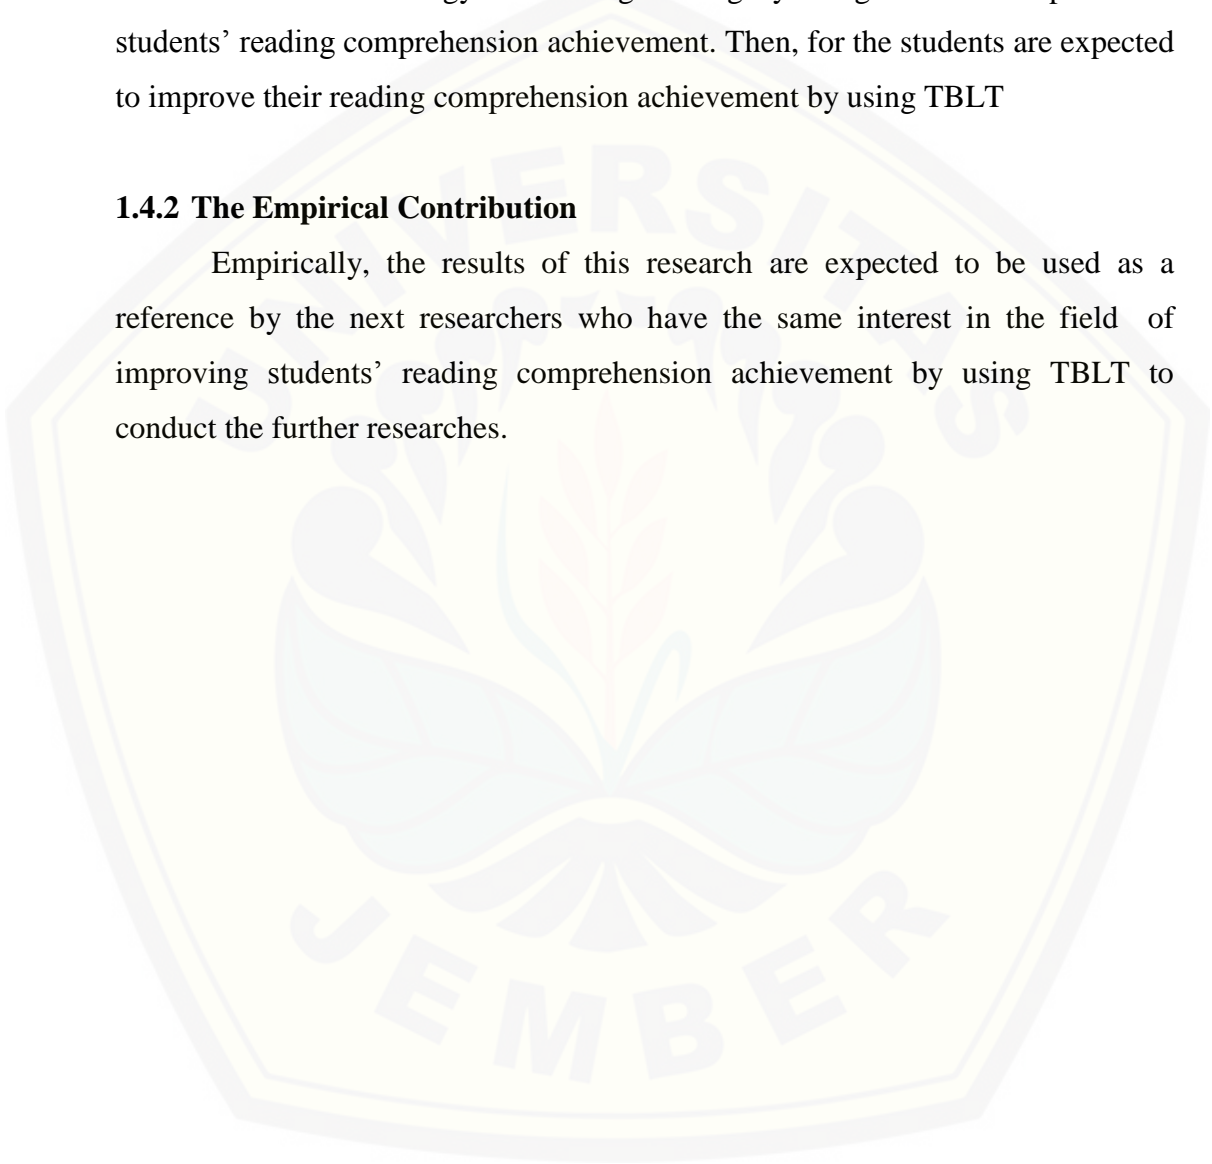 students’ reading comprehension achievement. Then, for the students are expected
to improve their reading comprehension achievement by using TBLT
1.4.2 The Empirical Contribution
Empirically, the results of this research are expected to be used as a
reference by the next researchers who have the same interest in the field of
improving students’ reading comprehension achievement by using TBLT to
conduct the further researches.
UNIVERSITAS
JEMBER